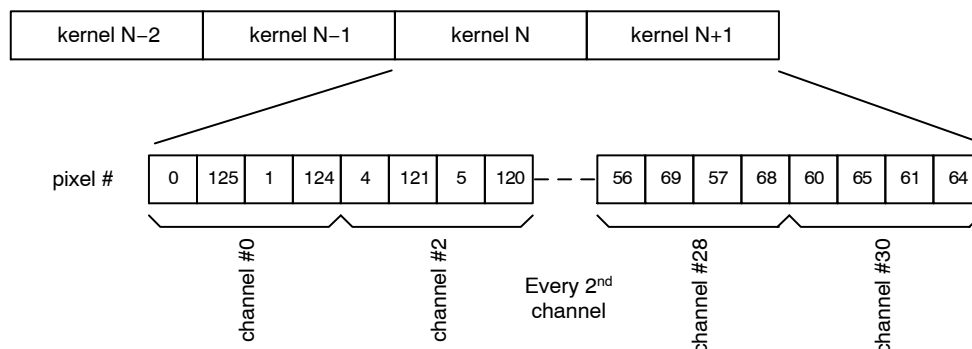 kernel N−2 kernel N−1 kernel N kernel N+1
pixel # 0 125 1 124 4 121 5 120 56 69 57 68 60 65 61 64
channel #0
channel #2
Every 2nd
channel
channel #28
channel #30